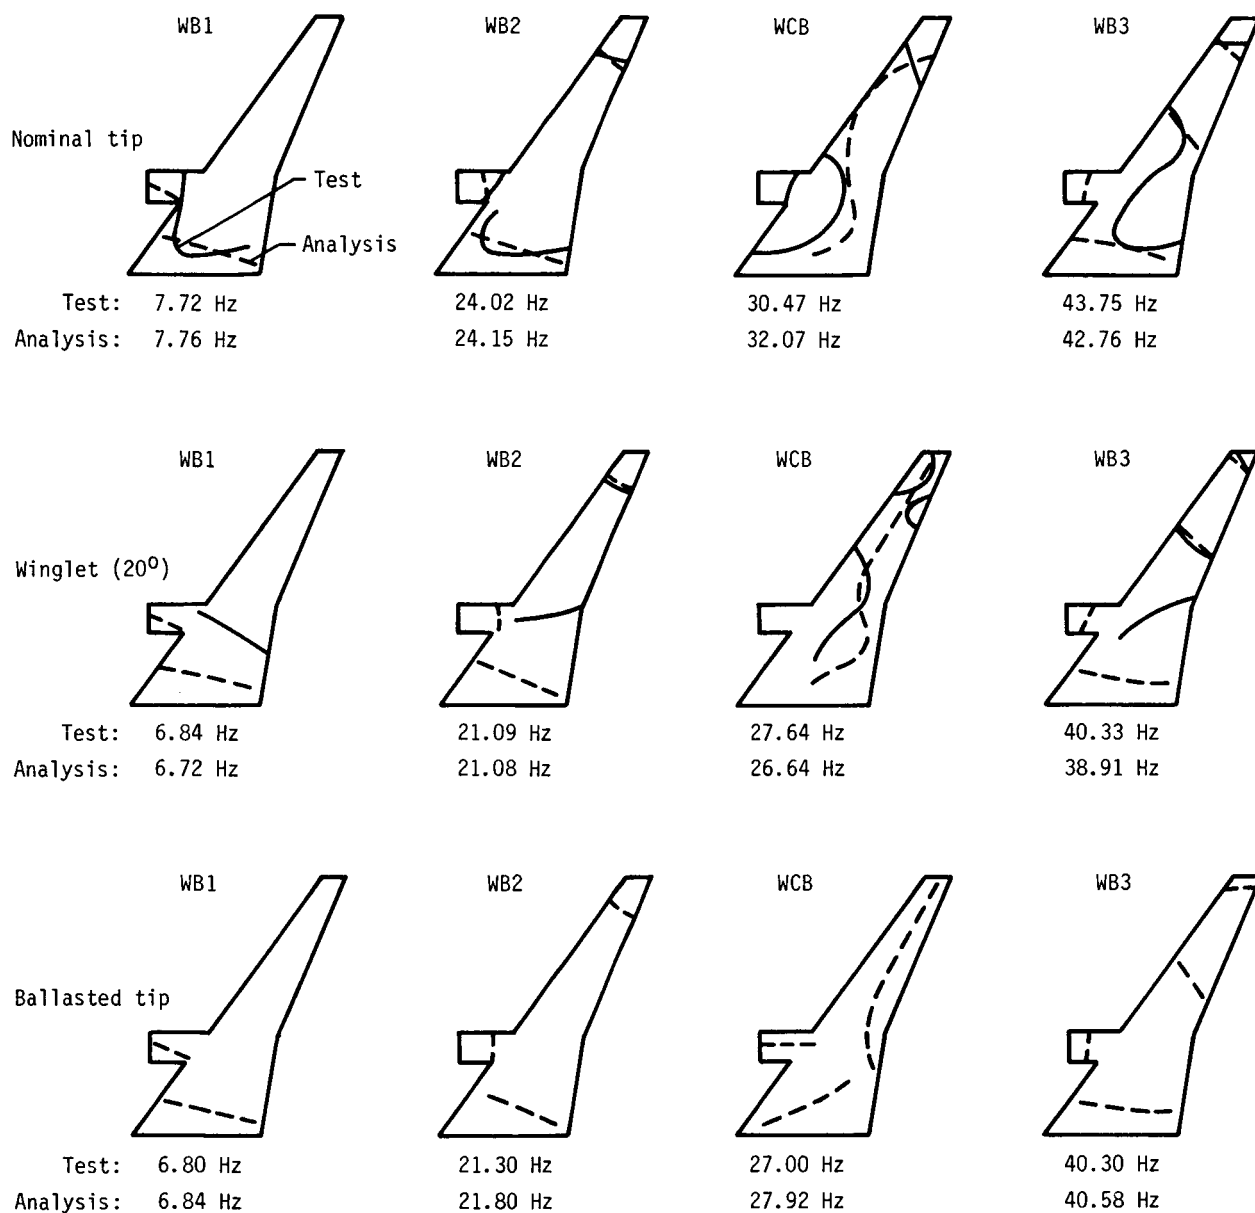 WB1 WB2 WCB WB3
Nominal tip
Test
Analysis
Test: 7.72 Hz 24.02 Hz 30.47 Hz 43.75 Hz
Analysis: 7.76 Hz 24.15 Hz 32.07 Hz 42.76 Hz
WB1 WB2 WCB WB3
Winglet (20⁰)
Test: 6.84 Hz 21.09 Hz 27.64 Hz 40.33 Hz
Analysis: 6.72 Hz 21.08 Hz 26.64 Hz 38.91 Hz
WB1 WB2 WCB WB3
Ballasted tip
Test: 6.80 Hz 21.30 Hz 27.00 Hz 40.30 Hz
Analysis: 6.84 Hz 21.80 Hz 27.92 Hz 40.58 Hz